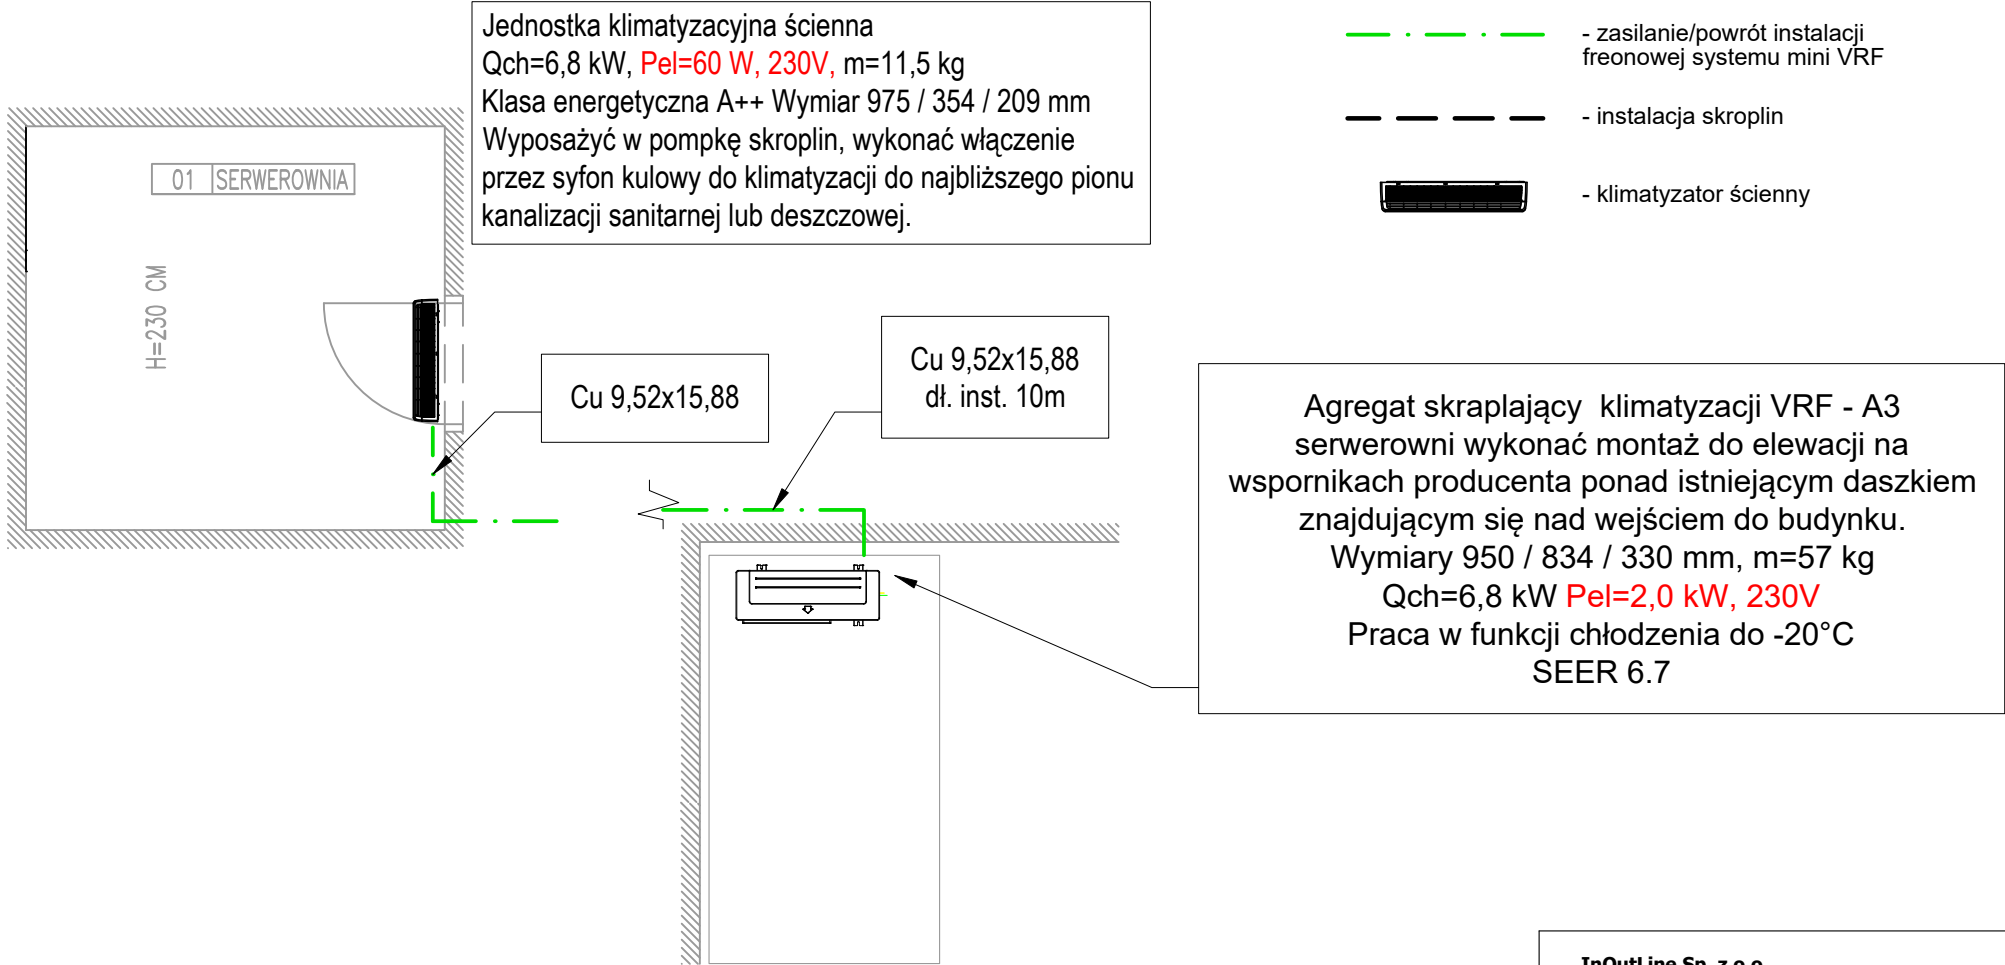 Jednostka klimatyzacyjna ścienna
Qch=6,8 kW, Pel=60 W, 230V, m=11,5 kg
Klasa energetyczna A++ Wymiar 975 / 354 / 209 mm
Wyposażyć w pompkę skroplin, wykonać włączenie
przez syfon kulowy do klimatyzacji do najbliższego pionu
kanalizacji sanitarnej lub deszczowej.
- zasilanie/powrót instalacji
freonowej systemu mini VRF
- instalacja skroplin
- klimatyzator ścienny
01 SERWEROWNIA
H=230 CM
Cu 9,52x15,88
Cu 9,52x15,88
dł. inst. 10m
Agregat skraplający klimatyzacji VRF - A3
serwerowni wykonać montaż do elewacji na
wspornikach producenta ponad istniejącym daszkiem
znajdującym się nad wejściem do budynku.
Wymiary 950 / 834 / 330 mm, m=57 kg
Qch=6,8 kW Pel=2,0 kW, 230V
Praca w funkcji chłodzenia do -20°C
SEER 6.7
InOutLine Sp. z o.o.